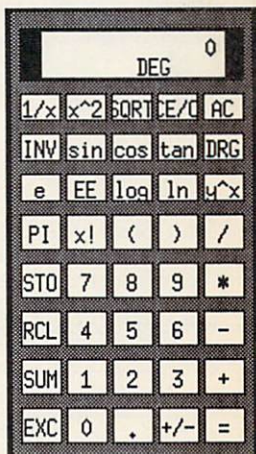 0
DEG
1/x x^2 SQRT CE/C AC
INV sin cos tan DRG
e EE log ln y^x
PI x! ( ) /
STO 7 8 9 *
RCL 4 5 6 -
SUM 1 2 3 +
EXC 0 . +/- =